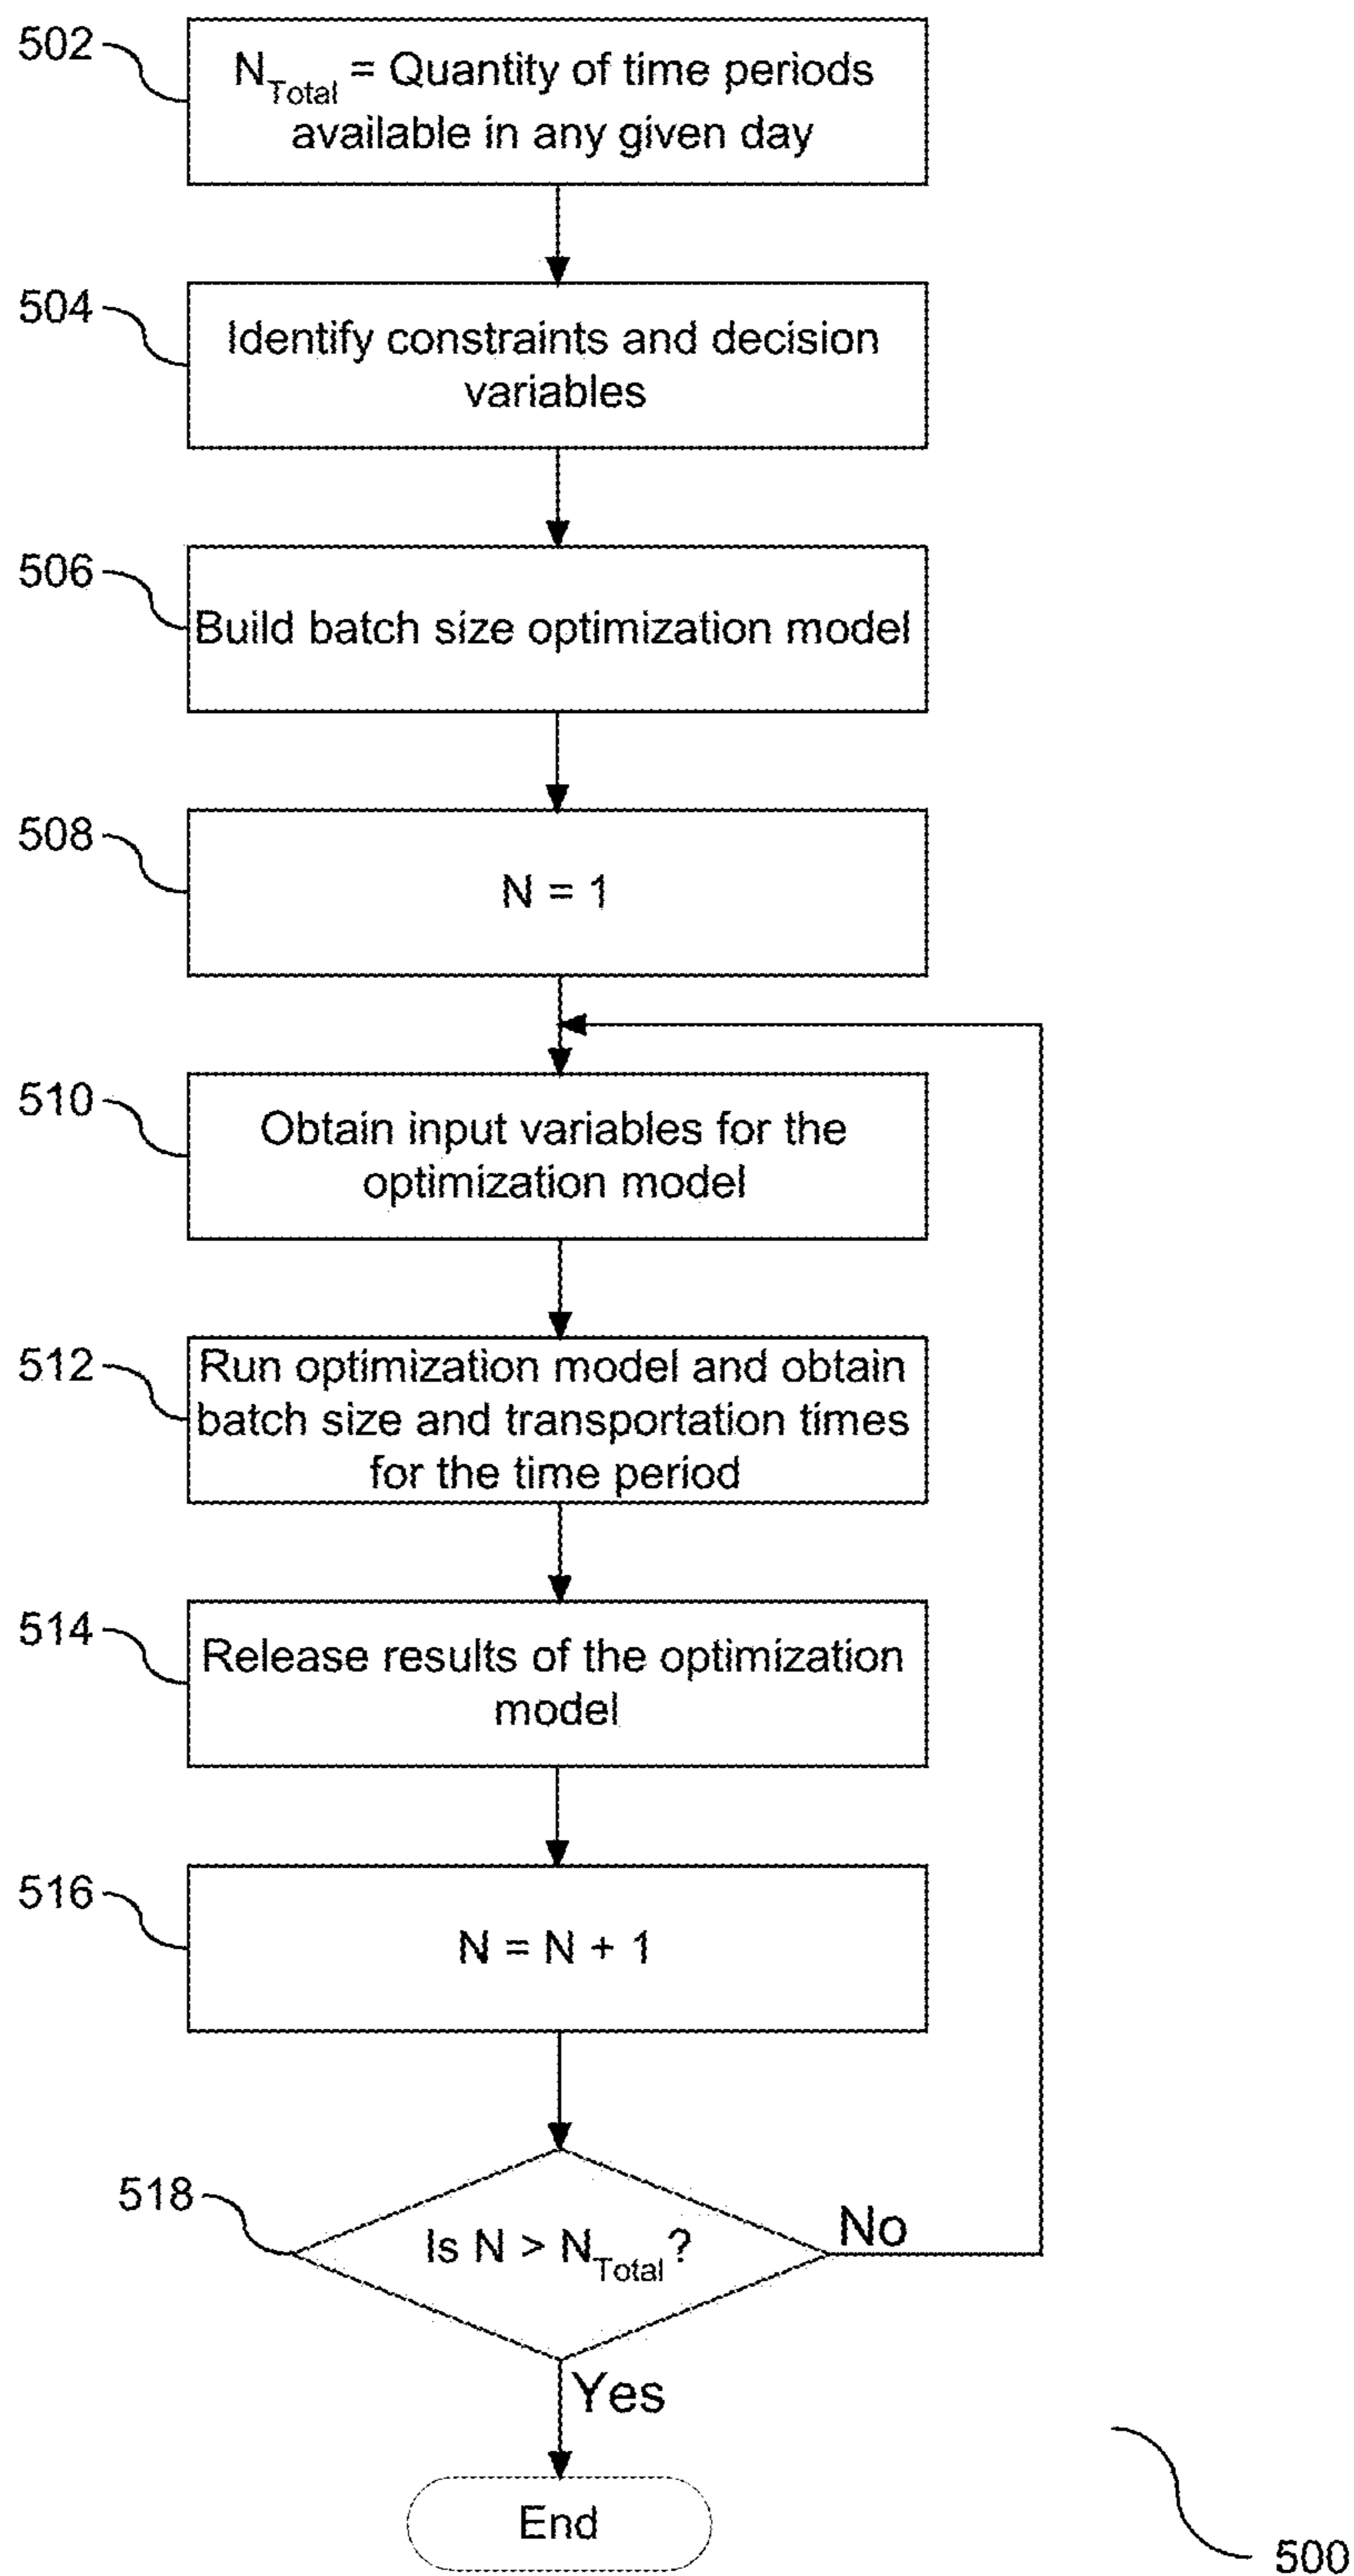 502
N_Total = Quantity of time periods
available in any given day
504
Identify constraints and decision
variables
506
Build batch size optimization model
508
N = 1
510
Obtain input variables for the
optimization model
512
Run optimization model and obtain
batch size and transportation times
for the time period
514
Release results of the optimization
model
516
N = N + 1
518
Is N > N_Total?
No
Yes
End
500